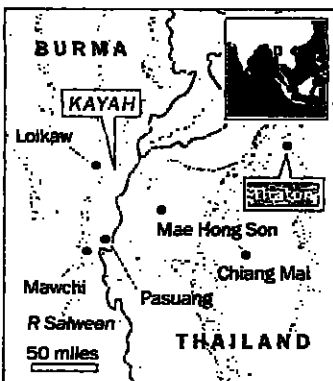 BURMA
KAYAH
Loikaw
Mae Hong Son
Chiang Mai
Mawchi
Pasuang
R Salween
THAILAND
50 miles